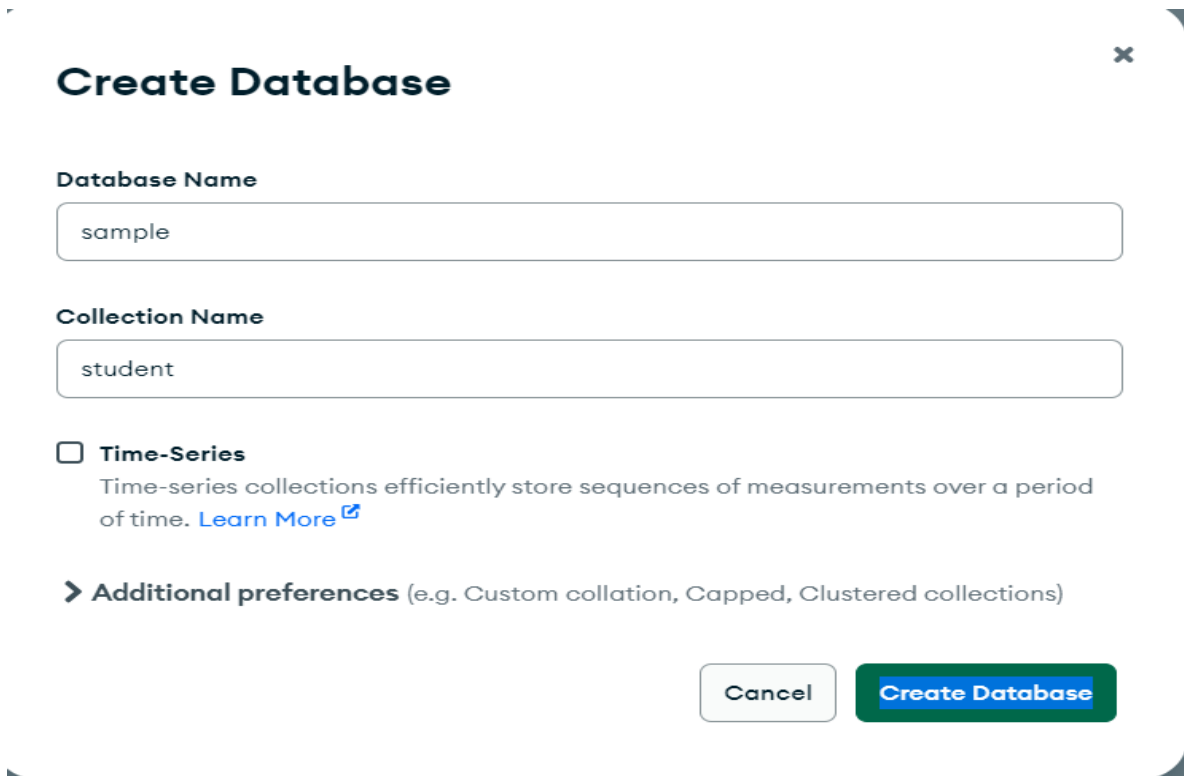 Create Database
Database Name
sample
Collection Name
student
Time-Series
Time-series collections efficiently store sequences of measurements over a period
of time. Learn More
Additional preferences (e.g. Custom collation, Capped, Clustered collections)
Cancel
Create Database